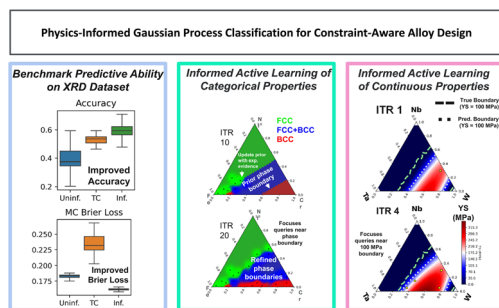 Physics-Informed Gaussian Process Classification for Constraint-Aware Alloy Design
Benchmark Predictive Ability
on XRD Dataset
Accuracy
0.6
0.4
0.2
Improved
Accuracy
Uninf. TC Inf.
MC Brier Loss
0.250
0.225
0.200
0.175
Improved
Brier Loss
Uninf. TC Inf.
Informed Active Learning of
Categorical Properties
ITR
10
FCC
FCC+BCC
BCC
Update prior
with exp.
evidence
Prior phase
boundary
C
r
ITR
20
Focuses
queries near
phase
boundary
Refined
phase
boundaries
C
r
Informed Active Learning
of Continuous Properties
ITR 1
Nb
True Boundary
(YS = 100 MPa)
Pred. Boundary
(YS = 100 MPa)
W
ITR 4
Nb
YS
(MPa)
Focuses
queries near
100 MPa
boundary
W